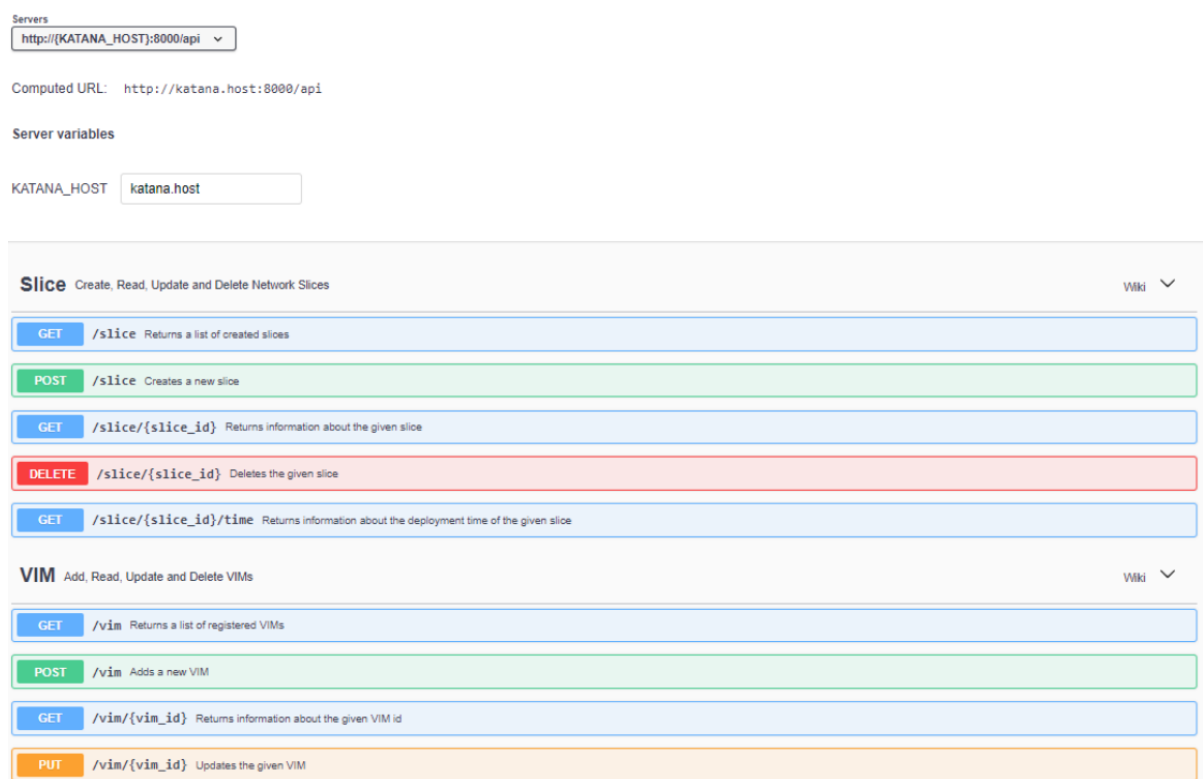 Servers
http://{KATANA_HOST}:8000/api
Computed URL: http://katana.host:8000/api
Server variables
KATANA_HOST katana.host
Slice Create, Read, Update and Delete Network Slices Wiki
GET /slice Returns a list of created slices
POST /slice Creates a new slice
GET /slice/{slice_id} Returns information about the given slice
DELETE /slice/{slice_id} Deletes the given slice
GET /slice/{slice_id}/time Returns information about the deployment time of the given slice
VIM Add, Read, Update and Delete VIMs Wiki
GET /vim Returns a list of registered VIMs
POST /vim Adds a new VIM
GET /vim/{vim_id} Returns information about the given VIM id
PUT /vim/{vim_id} Updates the given VIM